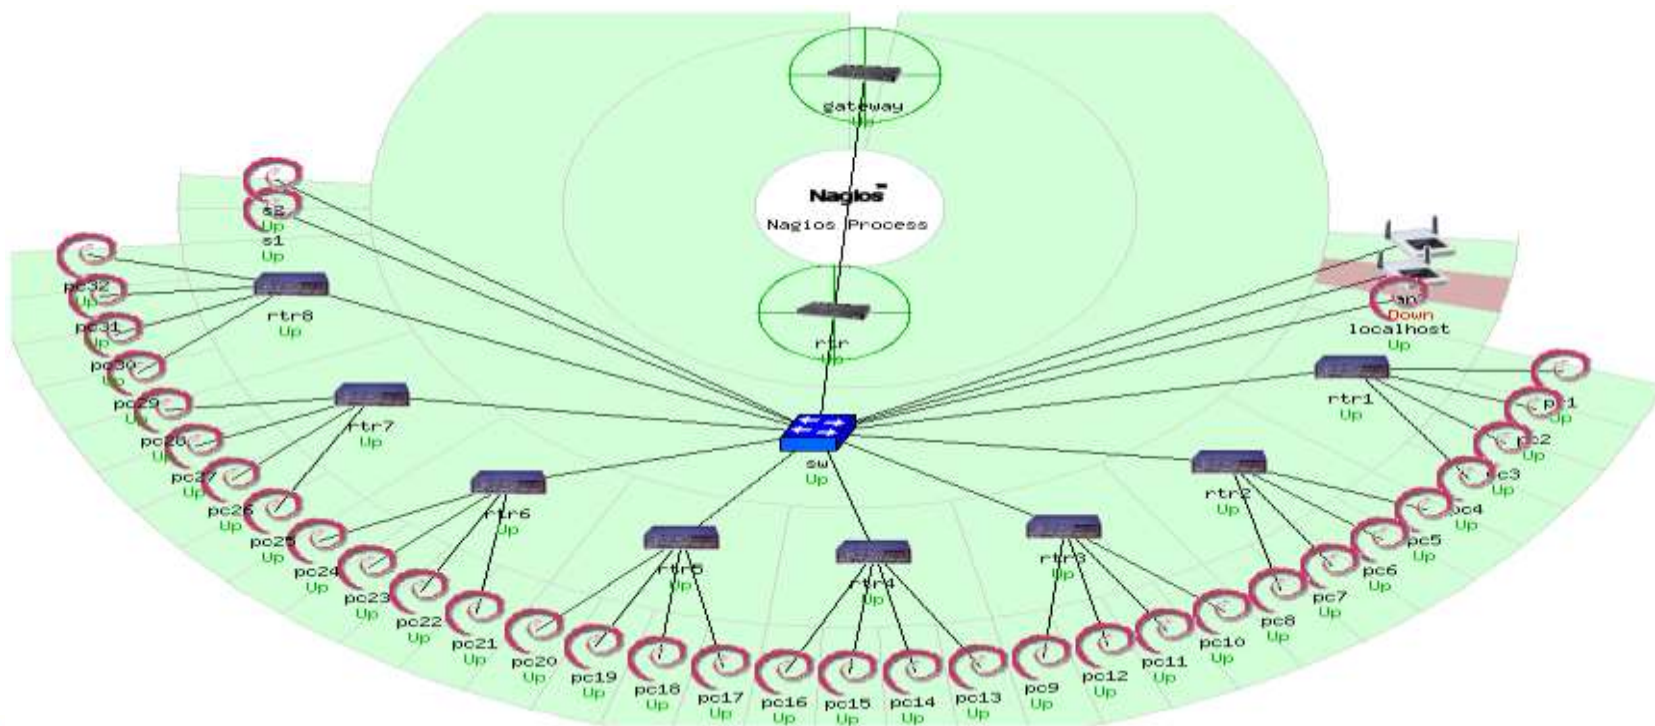 gateway
Up
Nagios
Nagios Process
s2
Up
s1
Up
pc32
Up
rtr8
Up
rtr
Up
Down
localhost
Up
pc31
Up
pc30
Up
pc29
Up
rtr7
Up
rtr1
Up
pc1
Up
pc2
Up
pc3
Up
pc28
Up
pc27
Up
pc26
Up
pc25
Up
sw
Up
rtr6
Up
rtr2
Up
pc4
Up
pc5
Up
pc6
Up
pc7
Up
pc8
Up
pc24
Up
pc23
Up
pc22
Up
pc21
Up
rtr5
Up
rtr4
Up
rtr3
Up
pc20
Up
pc19
Up
pc18
Up
pc17
Up
pc16
Up
pc15
Up
pc14
Up
pc13
Up
pc9
Up
pc12
Up
pc11
Up
pc10
Up